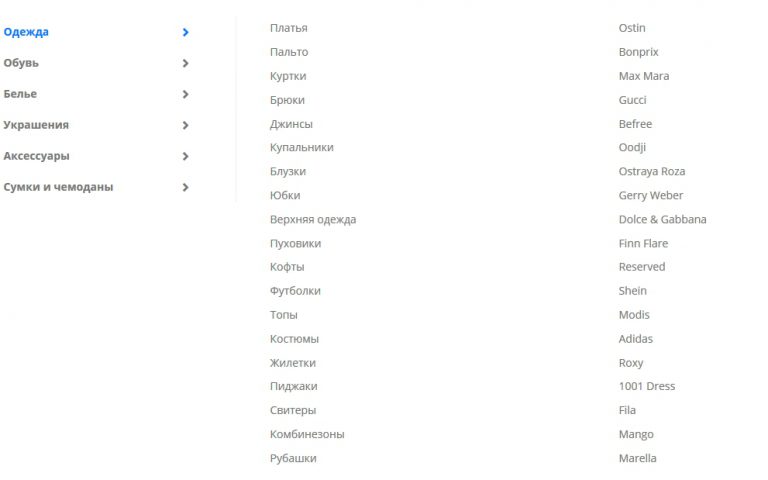 Одежда
Обувь
Белье
Украшения
Аксессуары
Сумки и чемоданы
Платья
Пальто
Куртки
Брюки
Джинсы
Купальники
Блузки
Юбки
Верхняя одежда
Пуховики
Кофты
Футболки
Топы
Костюмы
Жилетки
Пиджаки
Свитеры
Комбинезоны
Рубашки
Ostin
Bonprix
Max Mara
Gucci
Befree
Oodji
Ostraya Roza
Gerry Weber
Dolce & Gabbana
Finn Flare
Reserved
Shein
Modis
Adidas
Roxy
1001 Dress
Fila
Mango
Marella